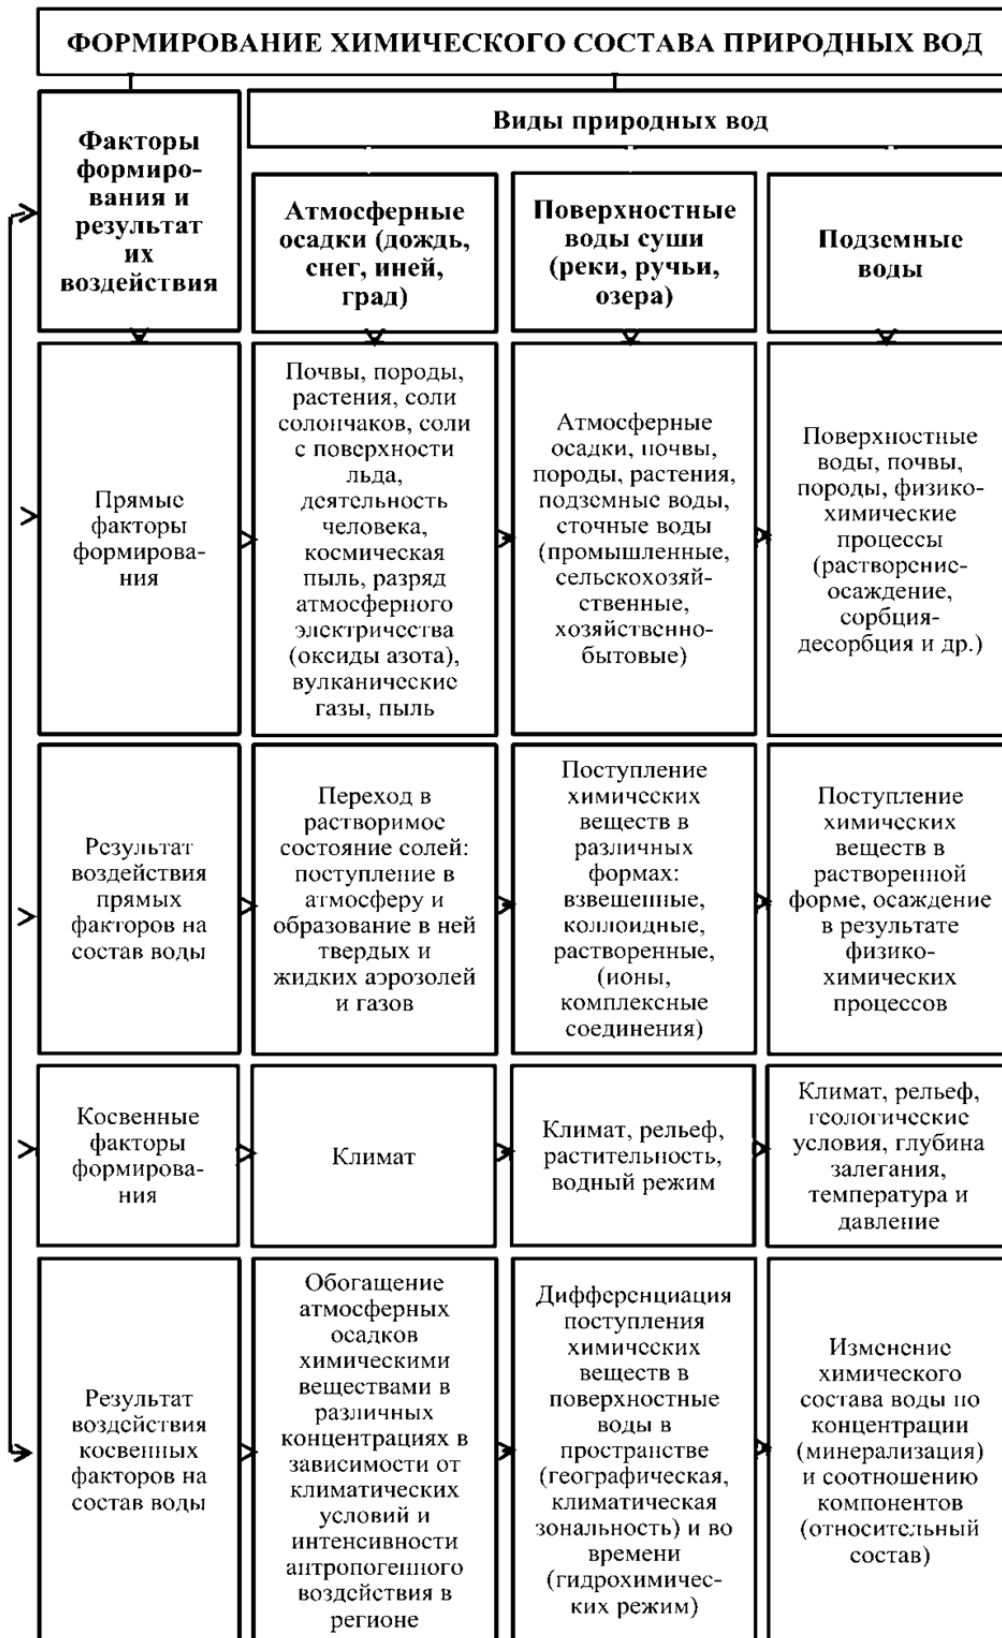 ФОРМИРОВАНИЕ ХИМИЧЕСКОГО СОСТАВА ПРИРОДНЫХ ВОД
Факторы
формиро-
вания и
результат
их
воздействия
Виды природных вод
Атмосферные
осадки (дождь,
снег, иней,
град)
Поверхностные
воды суши
(реки, ручьи,
озера)
Подземные
воды
Прямые
факторы
формирова-
ния
Почвы, породы,
растения, соли
солончаков, соли
с поверхности
льда,
деятельность
человека,
космическая
пыль, разряд
атмосферного
электричества
(оксиды азота),
вулканические
газы, пыль
Атмосферные
осадки, почвы,
породы, растения,
подземные воды,
сточные воды
(промышленные,
сельскохозяй-
ственные,
хозяйственно-
бытовые)
Поверхностные
воды, почвы,
породы, физико-
химические
процессы
(растворение-
осаждение,
сорбция-
десорбция и др.)
Результат
воздействия
прямых
факторов на
состав воды
Переход в
растворимое
состояние солей:
поступление в
атмосферу и
образование в ней
твердых и
жидких аэрозолей
и газов
Поступление
химических
веществ в
различных
формах:
взвешенные,
коллоидные,
растворенные,
(ионы,
комплексные
соединения)
Поступление
химических
веществ в
растворенной
форме, осаждение
в результате
физико-
химических
процессов
Косвенные
факторы
формирова-
ния
Климат
Климат, рельеф,
растительность,
водный режим
Климат, рельеф,
геологические
условия, глубина
залегания,
температура и
давление
Результат
воздействия
косвенных
факторов на
состав воды
Обогащение
атмосферных
осадков
химическими
веществами в
различных
концентрациях в
зависимости от
климатических
условий и
интенсивности
антропогенного
воздействия в
регионе
Дифференциация
поступления
химических
веществ в
поверхностные
воды в
пространстве
(географическая,
климатическая
зональность) и во
времени
(гидрохимичес-
ких режим)
Изменение
химического
состава воды по
концентрации
(минерализация)
и соотношению
компонентов
(относительный
состав)